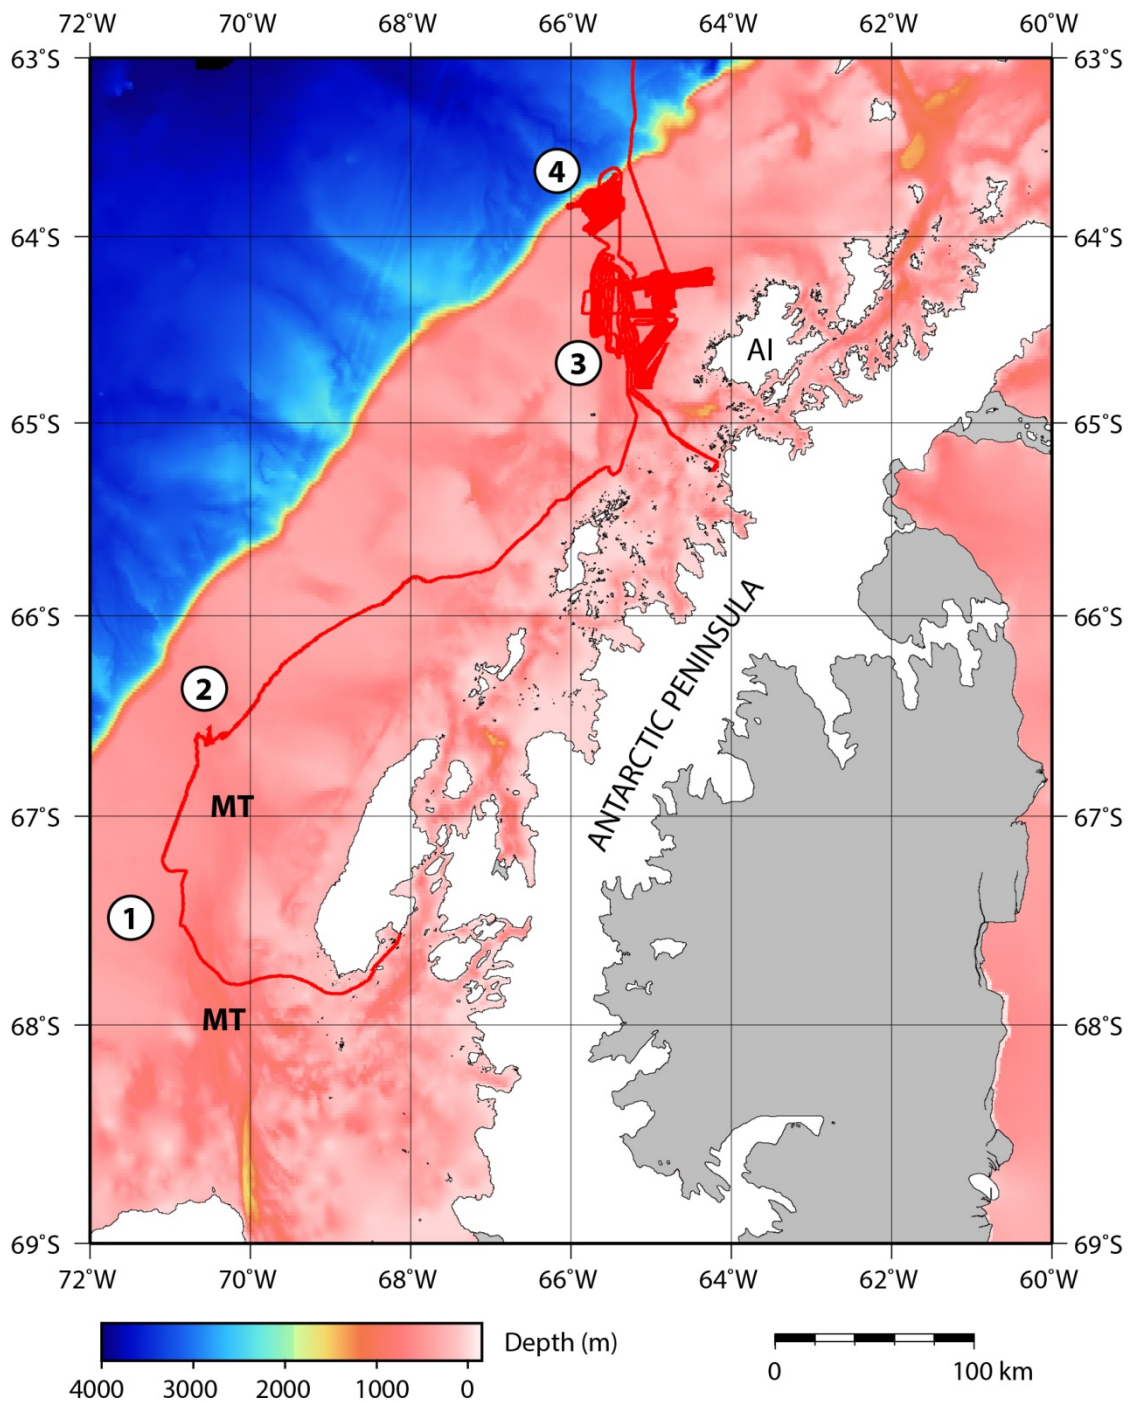 72˚W 70˚W 68˚W 66˚W 64˚W 62˚W 60˚W
63˚S 63˚S
4
64˚S 64˚S
AI
3
65˚S 65˚S
ANTARCTIC PENINSULA
66˚S 66˚S
2
MT
67˚S 67˚S
1
MT
68˚S 68˚S
69˚S 69˚S
72˚W 70˚W 68˚W 66˚W 64˚W 62˚W 60˚W
Depth (m)
4000 3000 2000 1000 0
0 100 km